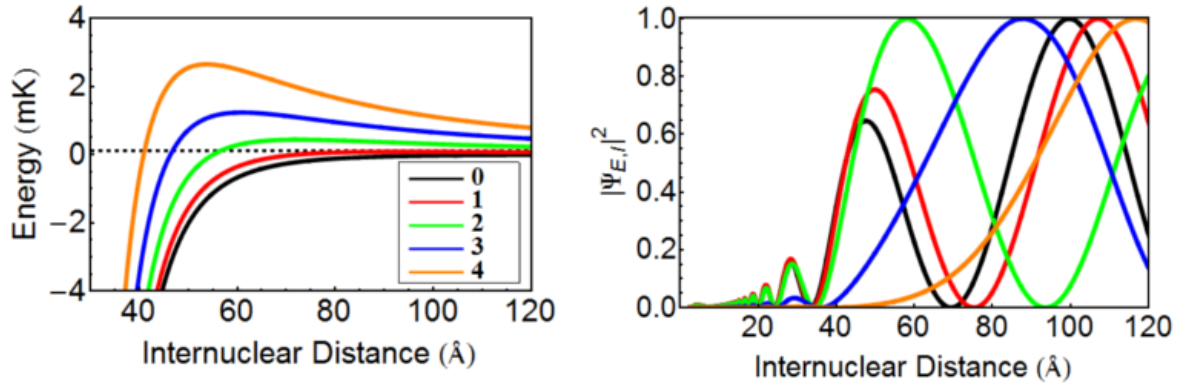 4
2
0
−2
−4
Energy (mK)
0
1
2
3
4
40 60 80 100 120
Internuclear Distance (Å)
1.0
0.8
0.6
0.4
0.2
0.0
|Ψ_{E,l}|²
20 40 60 80 100 120
Internuclear Distance (Å)